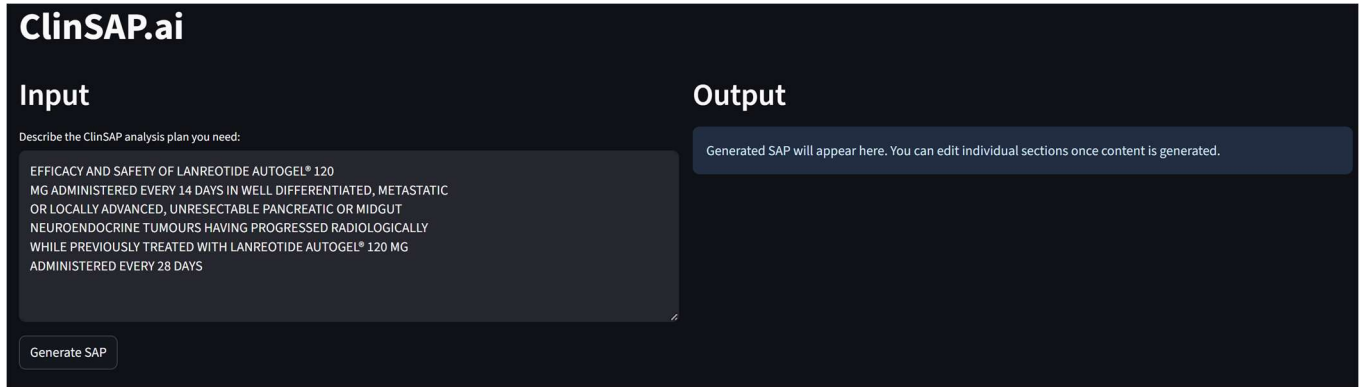 ClinSAP.ai
Input
Describe the ClinSAP analysis plan you need:
EFFICACY AND SAFETY OF LANREOTIDE AUTOGEL® 120
MG ADMINISTERED EVERY 14 DAYS IN WELL DIFFERENTIATED, METASTATIC
OR LOCALLY ADVANCED, UNRESECTABLE PANCREATIC OR MIDGUT
NEUROENDOCRINE TUMOURS HAVING PROGRESSED RADIOLOGICALLY
WHILE PREVIOUSLY TREATED WITH LANREOTIDE AUTOGEL® 120 MG
ADMINISTERED EVERY 28 DAYS
Generate SAP
Output
Generated SAP will appear here. You can edit individual sections once content is generated.